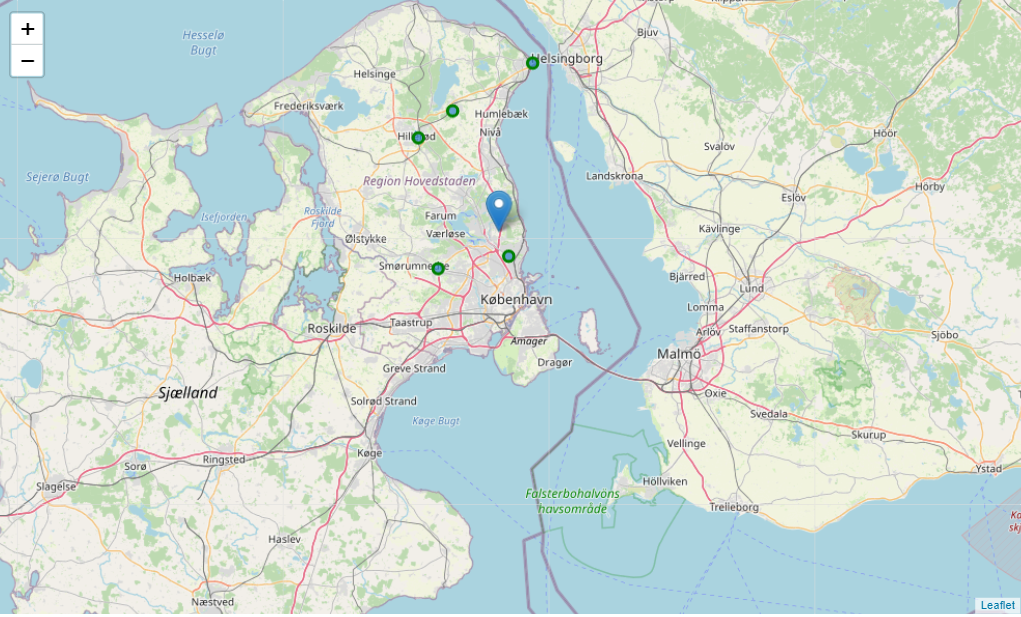 +
−
Hesselø
Bugt
Bjuv
Helsingborg
Helsinge
Frederiksværk
Humlebæk
Nivå
Höör
Svalöv
Landskrona
Sejerø Bugt
Region Hovedstaden
Hörby
Eslöv
Isefjorden
Roskilde
Fjord
Farum
Værløse
Ølstykke
Kävlinge
Holbæk
Bjärred
Lund
København
Lomma
Roskilde
Taastrup
Arlöv
Staffanstorp
Sjöbo
Amager
Dragør
Malmö
Greve Strand
Sjælland
Solrød Strand
Oxie
Svedala
Køge Bugt
Skurup
Vellinge
Køge
Ringsted
Sorø
Ystad
Slagelse
Höllviken
Falsterbohalvöns
havsområde
Trelleborg
Haslev
Næstved
Leaflet